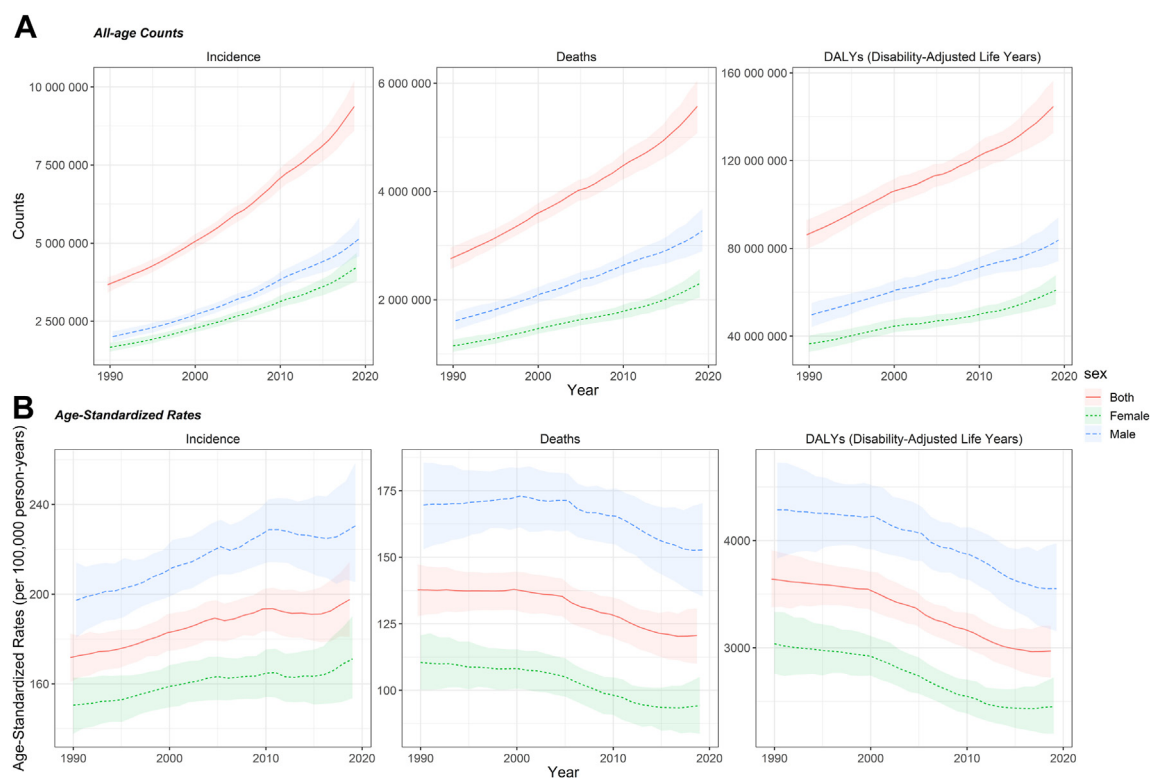 A
All-age Counts
Incidence
Deaths
DALYs (Disability-Adjusted Life Years)
Counts
10 000 000
7 500 000
5 000 000
2 500 000
6 000 000
4 000 000
2 000 000
160 000 000
120 000 000
80 000 000
40 000 000
1990 2000 2010 2020
1990 2000 2010 2020
1990 2000 2010 2020
Year
sex
Both
Female
Male
B
Age-Standardized Rates
Incidence
Deaths
DALYs (Disability-Adjusted Life Years)
Age-Standardized Rates (per 100,000 person-years)
240
200
160
175
150
125
100
4000
3000
1990 2000 2010 2020
1990 2000 2010 2020
1990 2000 2010 2020
Year